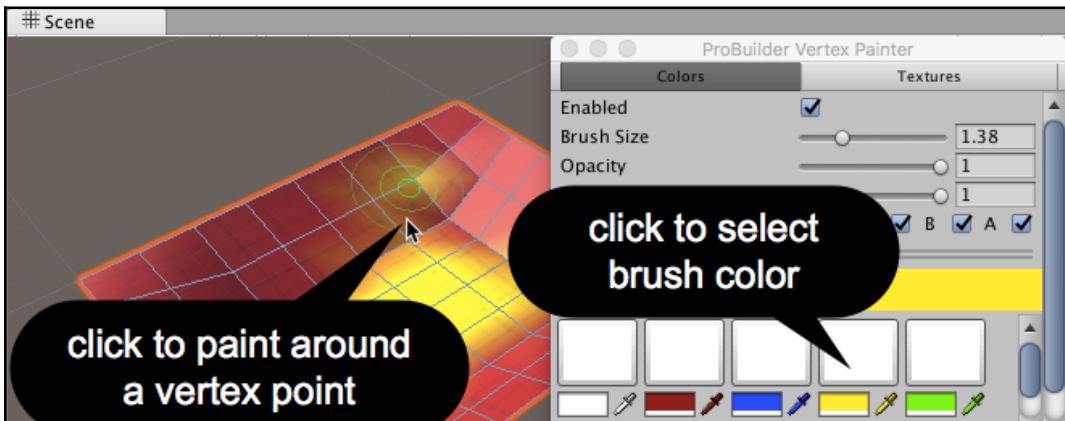 Scene
ProBuilder Vertex Painter
Colors Textures
Enabled
Brush Size 1.38
Opacity 1
1
B A
click to select
brush color
click to paint around
a vertex point